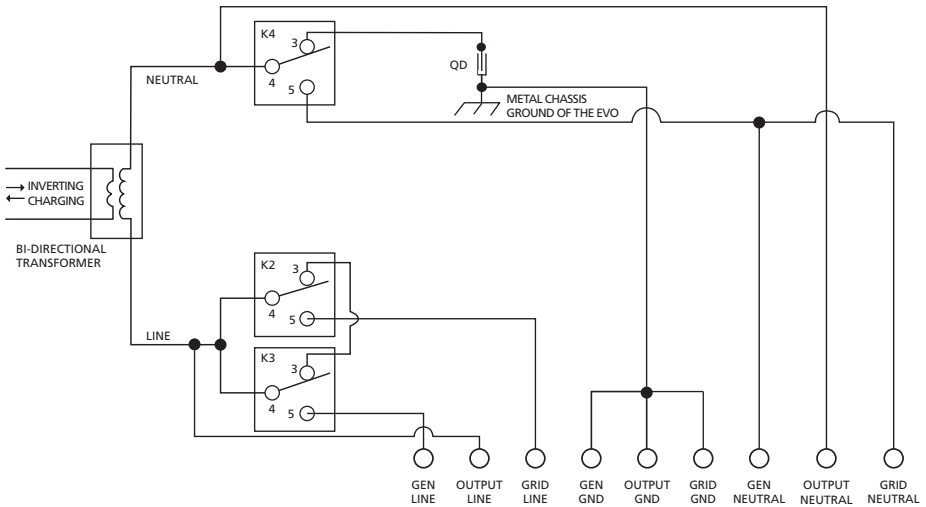 K4
3
4
5
NEUTRAL
QD
METAL CHASSIS
GROUND OF THE EVO
INVERTING
CHARGING
BI-DIRECTIONAL
TRANSFORMER
K2
3
4
5
LINE
K3
3
4
5
GEN
LINE
OUTPUT
LINE
GRID
LINE
GEN
GND
OUTPUT
GND
GRID
GND
GEN
NEUTRAL
OUTPUT
NEUTRAL
GRID
NEUTRAL